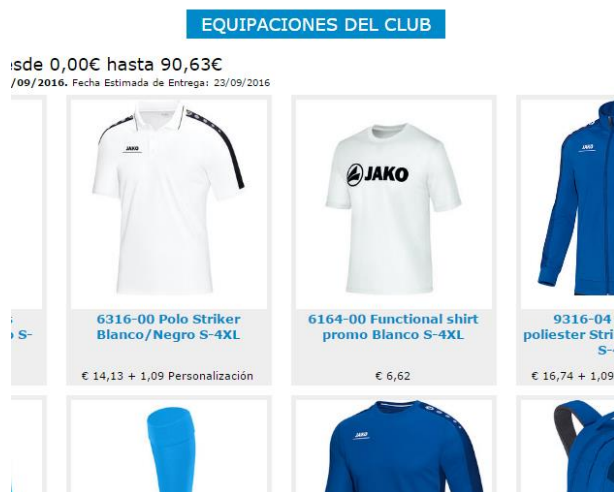 EQUIPACIONES DEL CLUB
sde 0,00€ hasta 90,63€
/09/2016. Fecha Estimada de Entrega: 23/09/2016
JAKO
JAKO
JAKO
S-
6316-00 Polo Striker
Blanco/Negro S-4XL
6164-00 Functional shirt
promo Blanco S-4XL
9316-04
poliester Stri
S-
€ 14,13 + 1,09 Personalización
€ 6,62
€ 16,74 + 1,09
JAKO